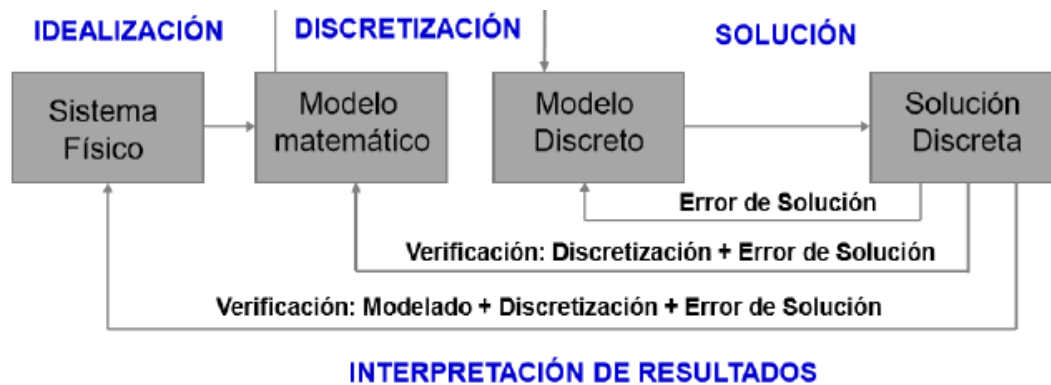 IDEALIZACIÓN
DISCRETIZACIÓN
SOLUCIÓN
Sistema
Físico
Modelo
matemático
Modelo
Discreto
Solución
Discreta
Error de Solución
Verificación: Discretización + Error de Solución
Verificación: Modelado + Discretización + Error de Solución
INTERPRETACIÓN DE RESULTADOS